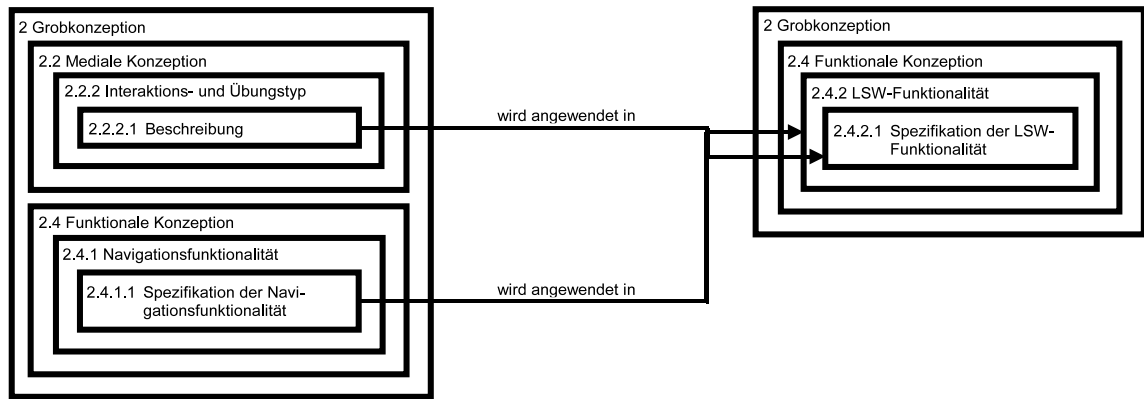 2 Grobkonzeption
2.2 Mediale Konzeption
2.2.2 Interaktions- und Übungstyp
2.2.2.1 Beschreibung
2.4 Funktionale Konzeption
2.4.1 Navigationsfunktionalität
2.4.1.1 Spezifikation der Navi-
gationsfunktionalität
wird angewendet in
wird angewendet in
2 Grobkonzeption
2.4 Funktionale Konzeption
2.4.2 LSW-Funktionalität
2.4.2.1 Spezifikation der LSW-
Funktionalität